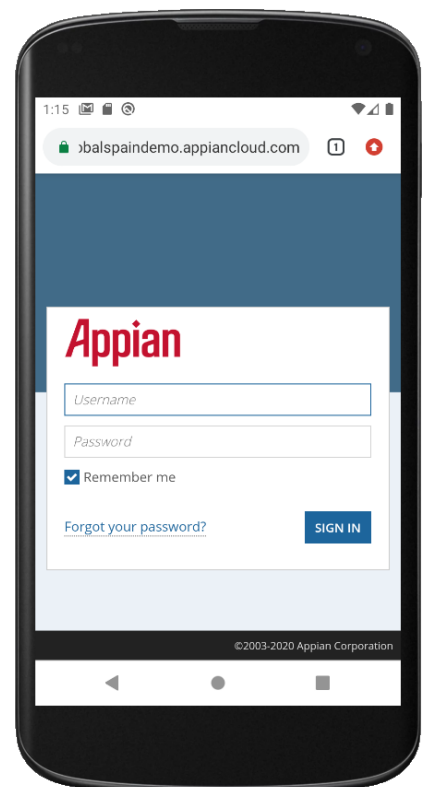 1:15
obalspaindemo.appiancloud.com
1
Appian
Username
Password
Remember me
Forgot your password?
SIGN IN
©2003-2020 Appian Corporation